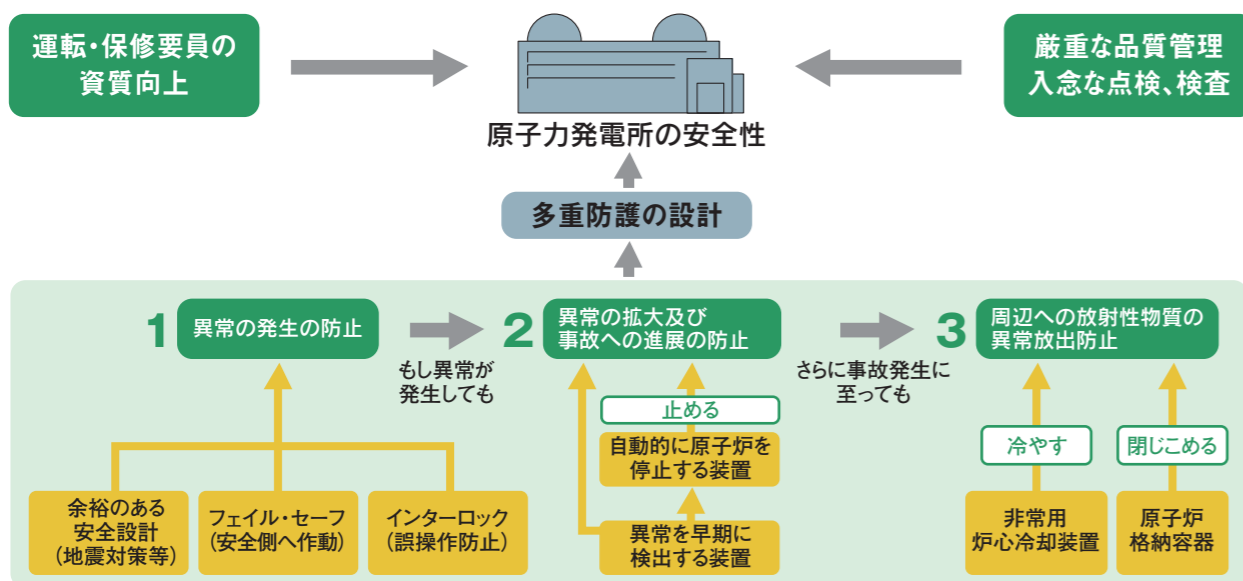 運転・保修要員の
資質向上
厳重な品質管理
入念な点検、検査
原子力発電所の安全性
多重防護の設計
1
異常の発生の防止
もし異常が
発生しても
2
異常の拡大及び
事故への進展の防止
さらに事故発生に
至っても
3
周辺への放射性物質の
異常放出防止
余裕のある
安全設計
(地震対策等)
フェイル・セーフ
(安全側へ作動)
インターロック
(誤操作防止)
止める
自動的に原子炉を
停止する装置
異常を早期に
検出する装置
冷やす
非常用
炉心冷却装置
閉じこめる
原子炉
格納容器